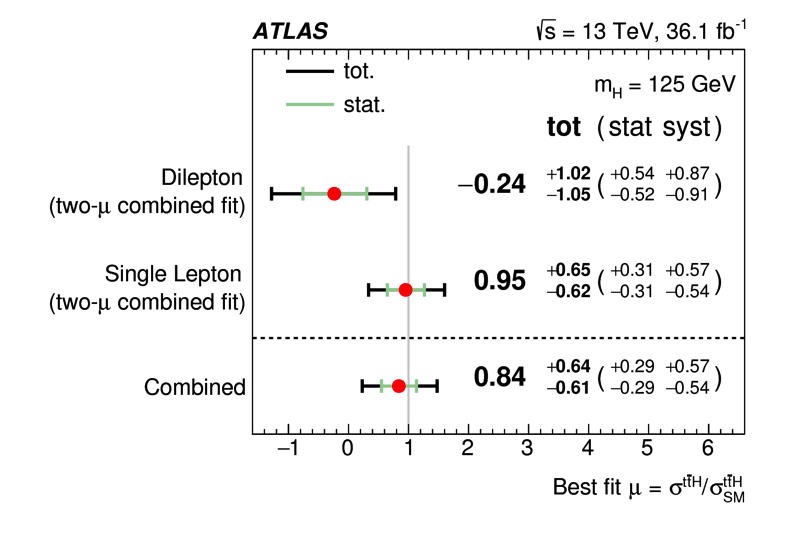 ATLAS √s = 13 TeV, 36.1 fb⁻¹
tot.
stat.
m_H = 125 GeV
tot ( stat syst )
Dilepton
(two-μ combined fit)
−0.24 +1.02 −1.05 ( +0.54 −0.52 +0.87 −0.91 )
Single Lepton
(two-μ combined fit)
0.95 +0.65 −0.62 ( +0.31 −0.31 +0.57 −0.54 )
Combined
0.84 +0.64 −0.61 ( +0.29 −0.29 +0.57 −0.54 )
−1 0 1 2 3 4 5 6
Best fit μ = σ^{tt̄H}/σ_{SM}^{tt̄H}